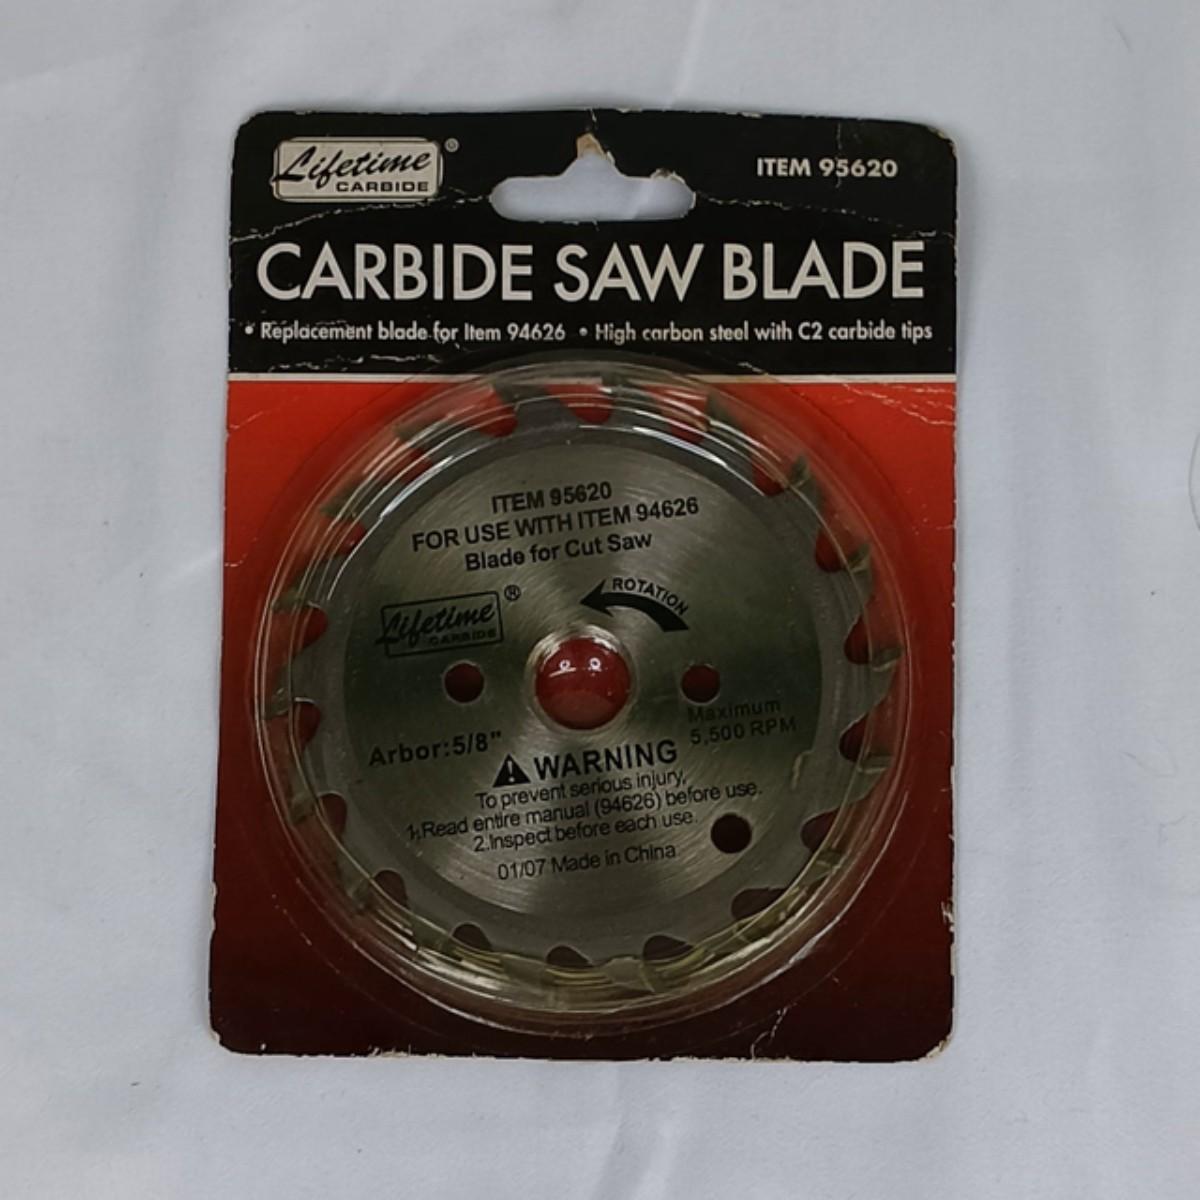 Lifetime ®
CARBIDE
ITEM 95620
CARBIDE SAW BLADE
• Replacement blade for Item 94626 • High carbon steel with C2 carbide tips
ITEM 95620
FOR USE WITH ITEM 94626
Blade for Cut Saw
ROTATION
Lifetime ®
CARBIDE
Arbor:5/8"
Maximum
5,500 RPM
WARNING
To prevent serious injury,
1.Read entire manual (94626) before use.
2.Inspect before each use.
01/07 Made in China